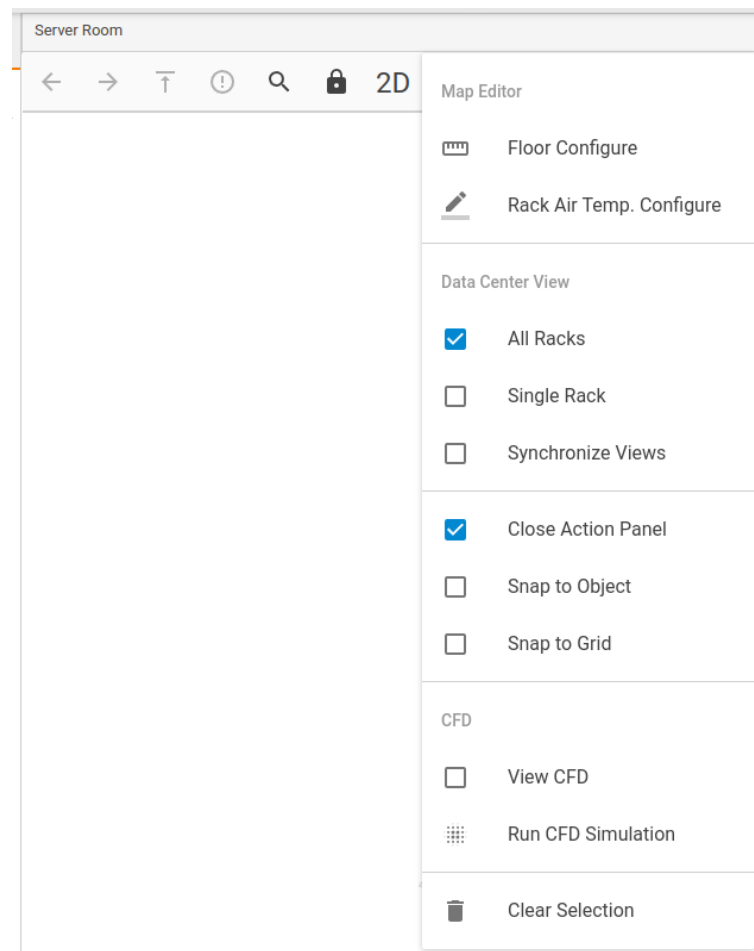 Server Room
2D
Map Editor
Floor Configure
Rack Air Temp. Configure
Data Center View
All Racks
Single Rack
Synchronize Views
Close Action Panel
Snap to Object
Snap to Grid
CFD
View CFD
Run CFD Simulation
Clear Selection